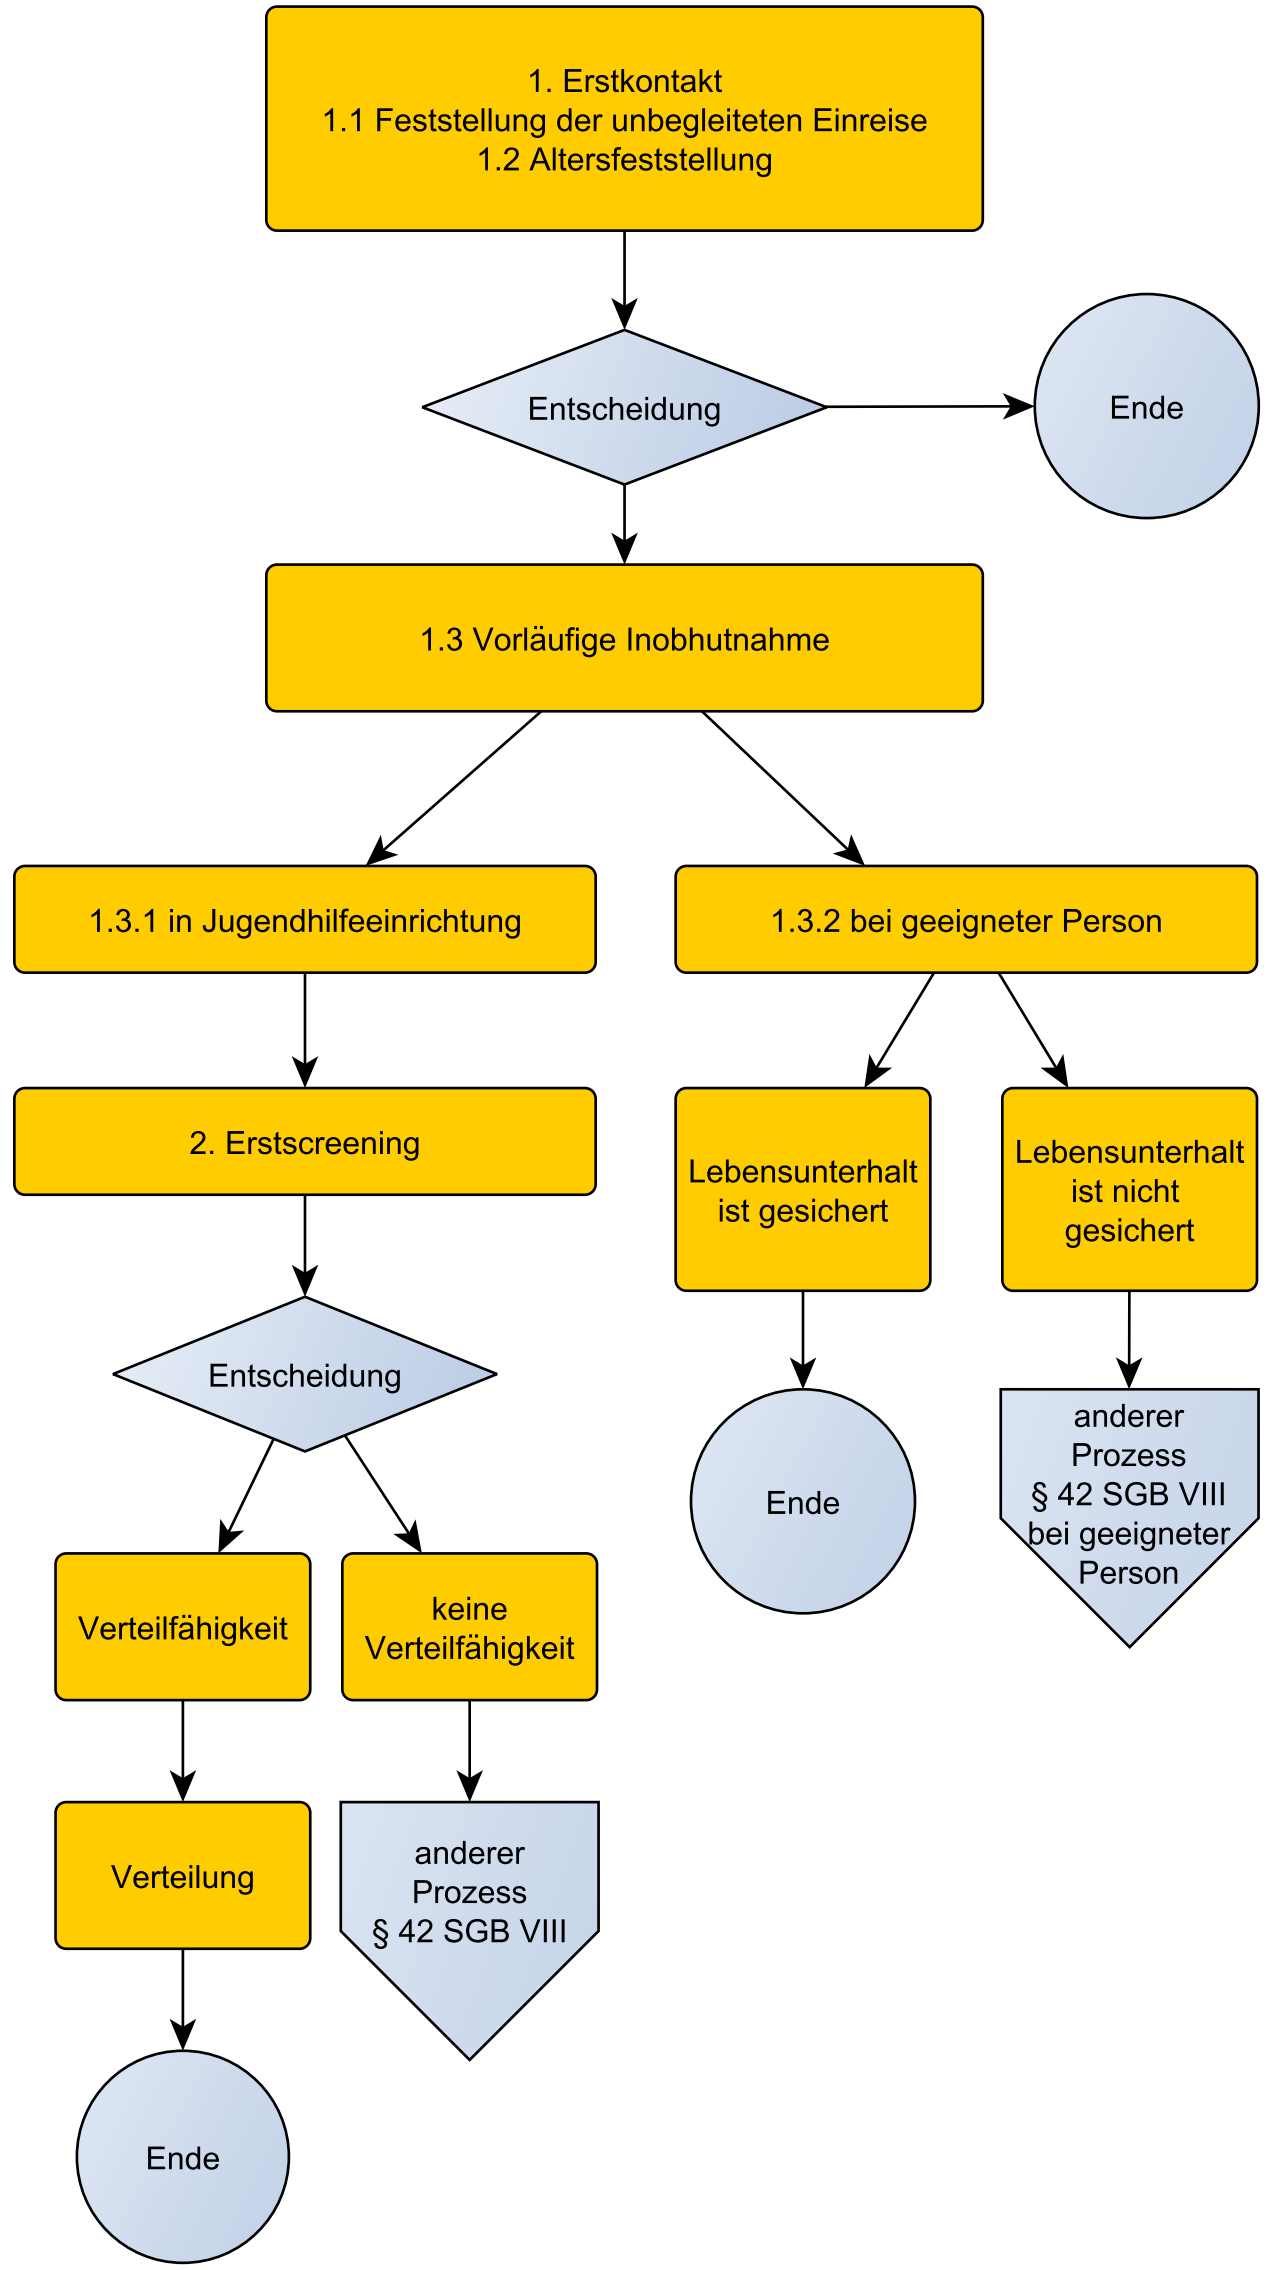 1. Erstkontakt
1.1 Feststellung der unbegleiteten Einreise
1.2 Altersfeststellung
Entscheidung
Ende
1.3 Vorläufige Inobhutnahme
1.3.1 in Jugendhilfeeinrichtung
1.3.2 bei geeigneter Person
2. Erstscreening
Lebensunterhalt
ist gesichert
Lebensunterhalt
ist nicht
gesichert
Entscheidung
Ende
anderer
Prozess
§ 42 SGB VIII
bei geeigneter
Person
Verteilfähigkeit
keine
Verteilfähigkeit
Verteilung
anderer
Prozess
§ 42 SGB VIII
Ende